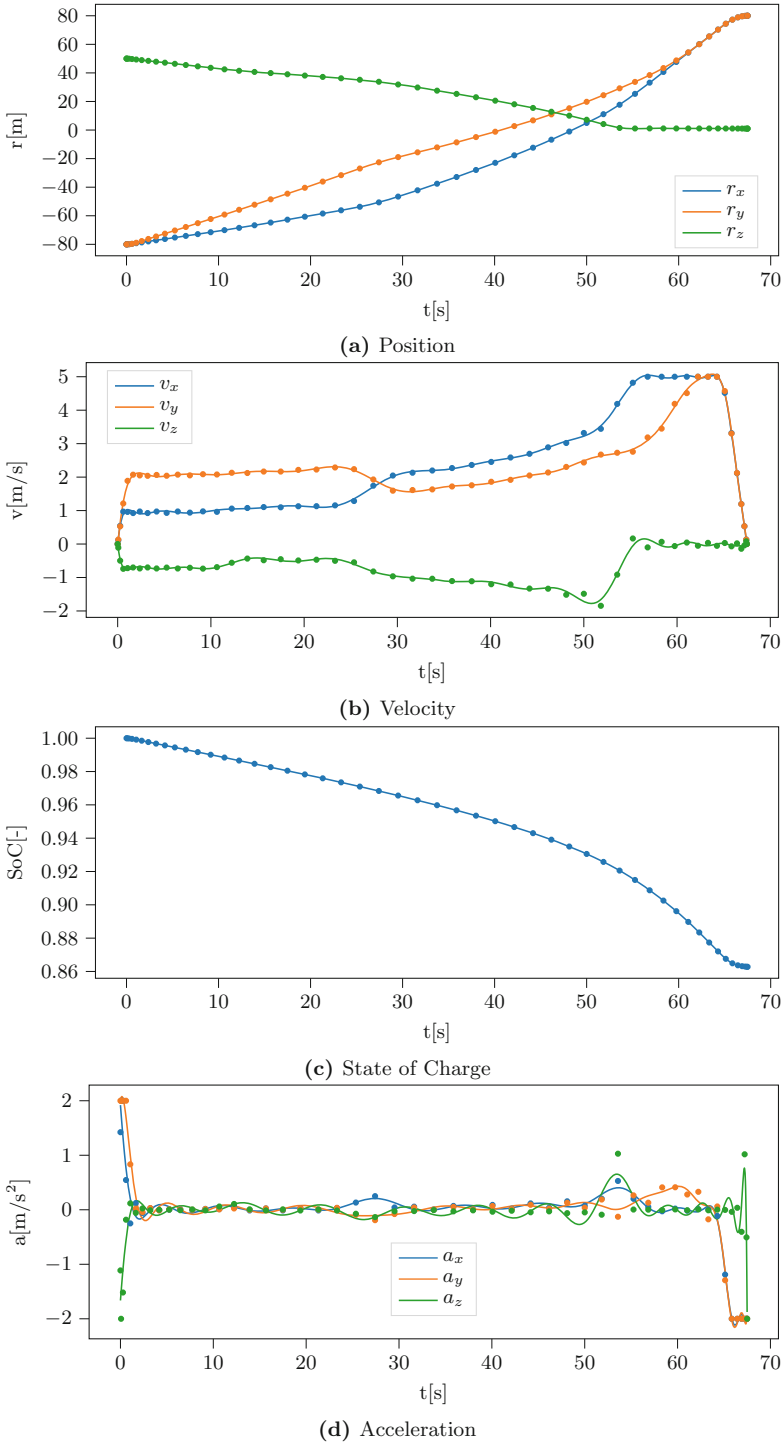 80
60
40
20
0
−20
−40
−60
−80
r[m]
r_x
r_y
r_z
0 10 20 30 40 50 60 70
t[s]
(a) Position
5
4
3
2
1
0
−1
−2
v[m/s]
v_x
v_y
v_z
0 10 20 30 40 50 60 70
t[s]
(b) Velocity
1.00
0.98
0.96
0.94
0.92
0.90
0.88
0.86
SoC[-]
0 10 20 30 40 50 60 70
t[s]
(c) State of Charge
2
1
0
−1
−2
a[m/s²]
a_x
a_y
a_z
0 10 20 30 40 50 60 70
t[s]
(d) Acceleration